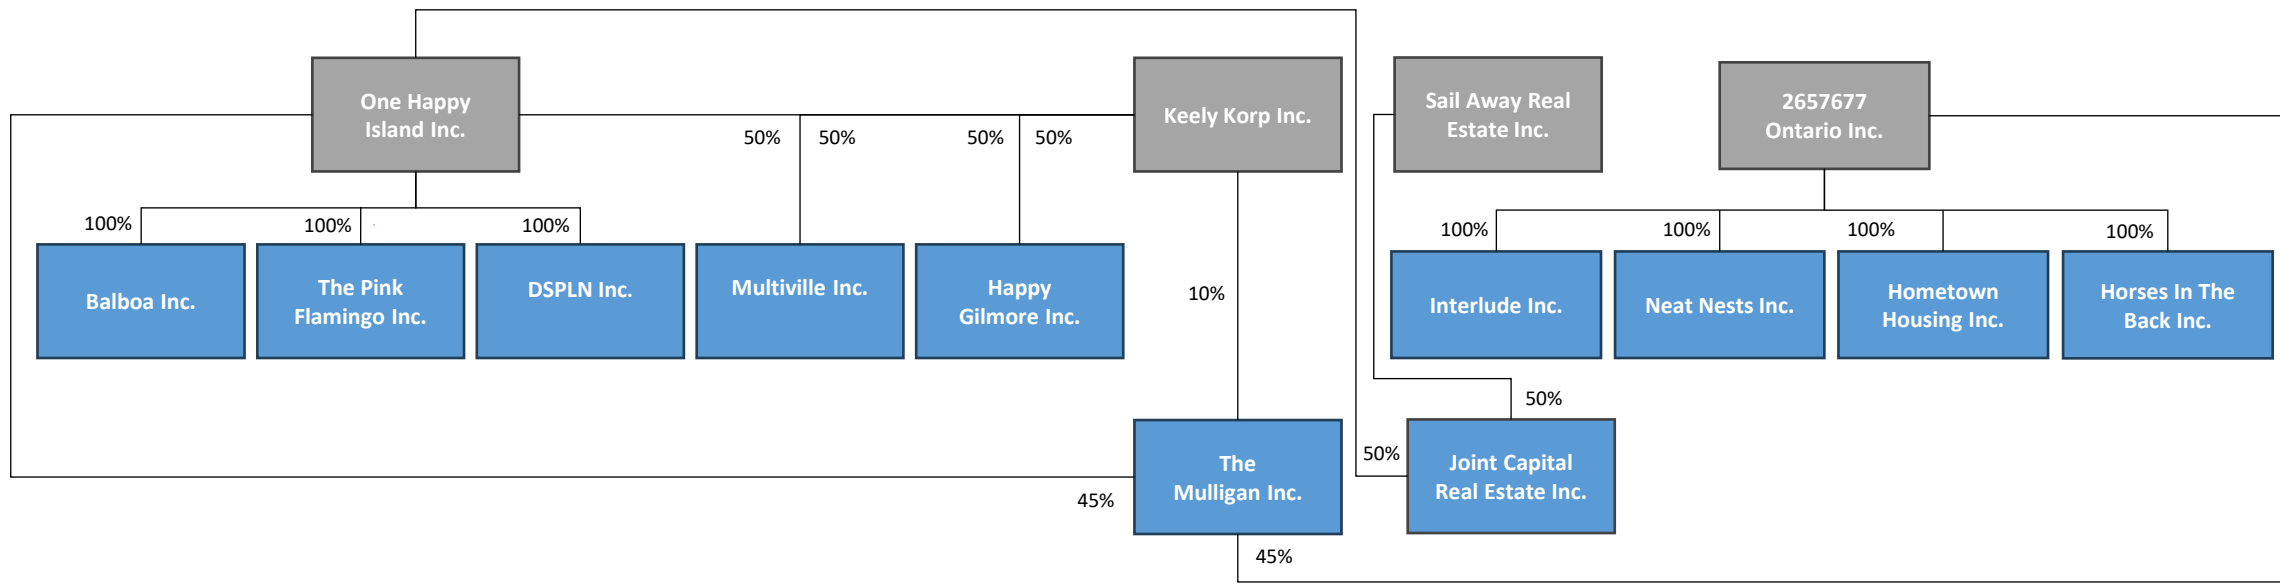 One Happy
Island Inc.
Keely Korp Inc.
Sail Away Real
Estate Inc.
2657677
Ontario Inc.
50%
50%
50%
50%
100%
100%
100%
100%
100%
100%
100%
Balboa Inc.
The Pink
Flamingo Inc.
DSPLN Inc.
Multiville Inc.
Happy
Gilmore Inc.
10%
Interlude Inc.
Neat Nests Inc.
Hometown
Housing Inc.
Horses In The
Back Inc.
50%
50%
The
Mulligan Inc.
Joint Capital
Real Estate Inc.
45%
45%